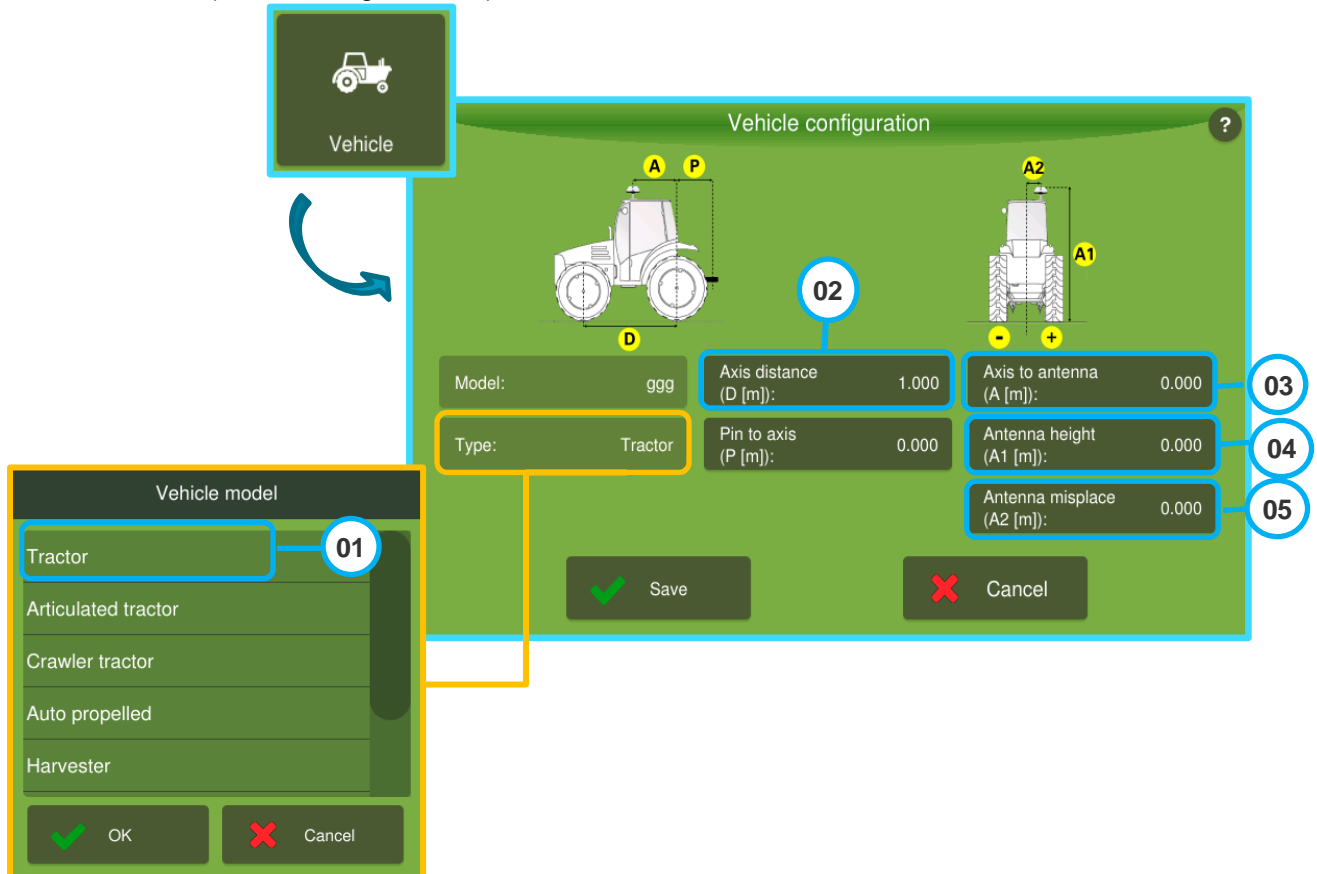 Vehicle
Vehicle configuration
?
A P
A2
A1
D
- +
02
Model: ggg
Axis distance
(D [m]): 1.000
Axis to antenna
(A [m]): 0.000
03
Type: Tractor
Pin to axis
(P [m]): 0.000
Antenna height
(A1 [m]): 0.000
04
Antenna misplace
(A2 [m]): 0.000
05
Save
Cancel
Vehicle model
Tractor
01
Articulated tractor
Crawler tractor
Auto propelled
Harvester
OK
Cancel